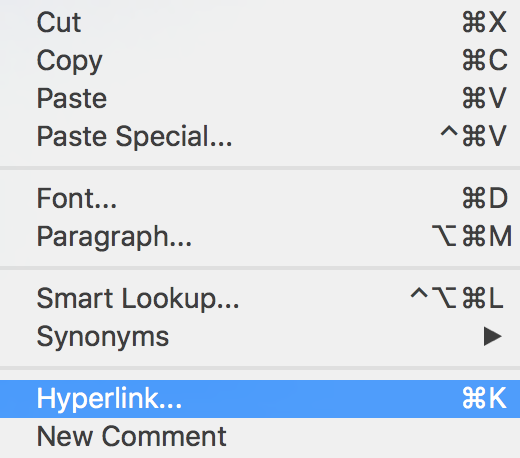 Cut ⌘X
Copy ⌘C
Paste ⌘V
Paste Special... ^⌘V
Font... ⌘D
Paragraph... ⌥⌘M
Smart Lookup... ^⌥⌘L
Synonyms ▶
Hyperlink... ⌘K
New Comment